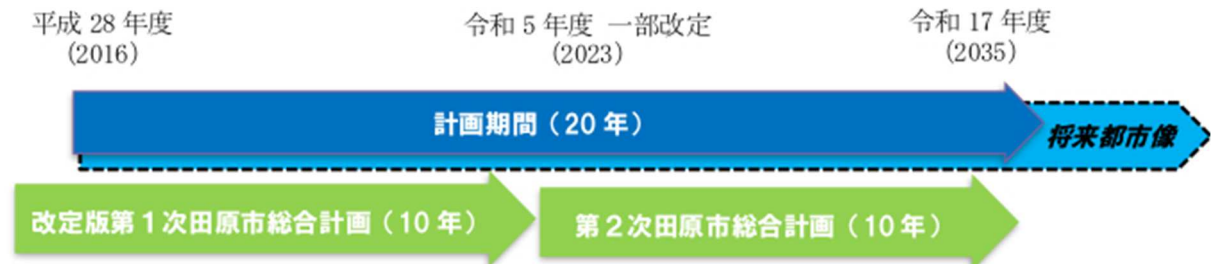 平成 28 年度
(2016)
令和 5 年度 一部改定
(2023)
令和 17 年度
(2035)
計画期間（20 年）
将来都市像
改定版第１次田原市総合計画（10 年）
第２次田原市総合計画（10 年）